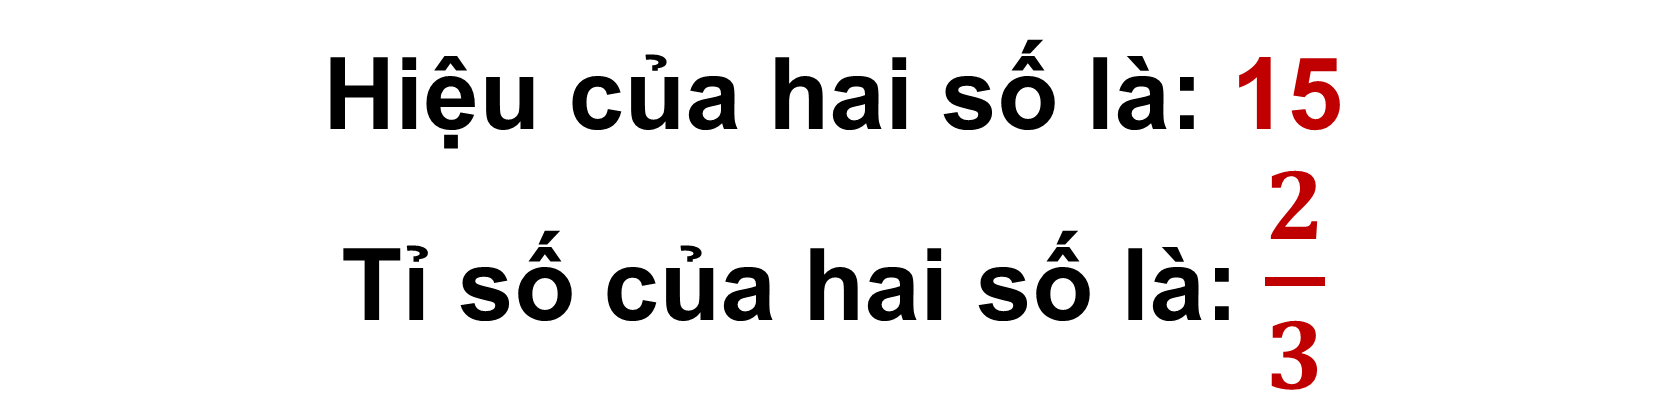 Hiệu của hai số là: 15
Tỉ số của hai số là: 2/3